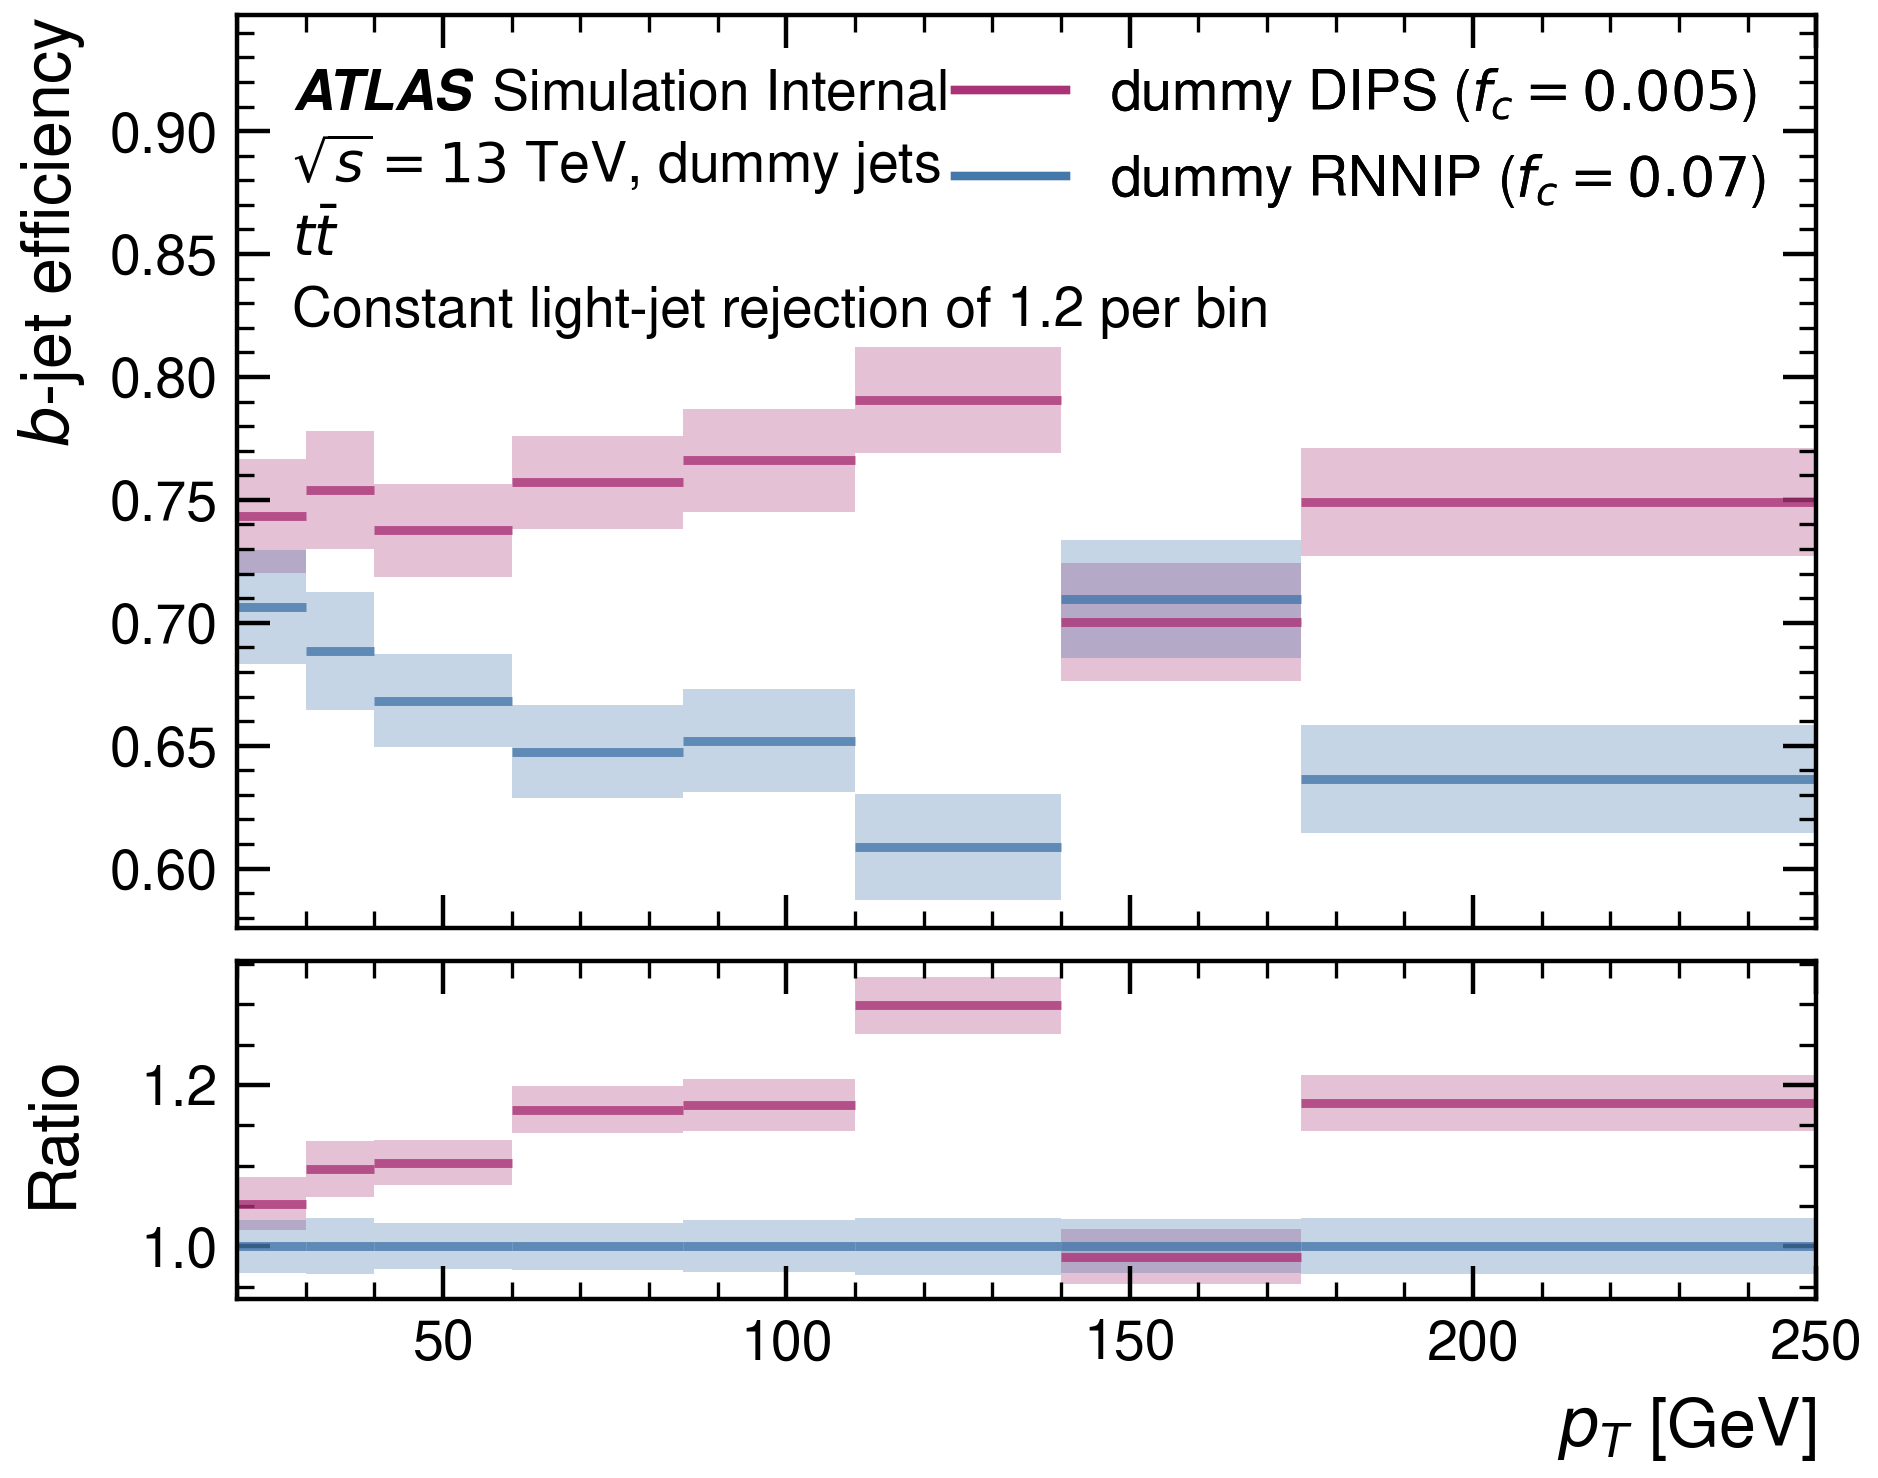 b-jet efficiency
ATLAS Simulation Internal
√s = 13 TeV, dummy jets
tt̄
Constant light-jet rejection of 1.2 per bin
dummy DIPS (f_c = 0.005)
dummy RNNIP (f_c = 0.07)
0.90
0.85
0.80
0.75
0.70
0.65
0.60
Ratio
1.2
1.0
50 100 150 200 250
p_T [GeV]